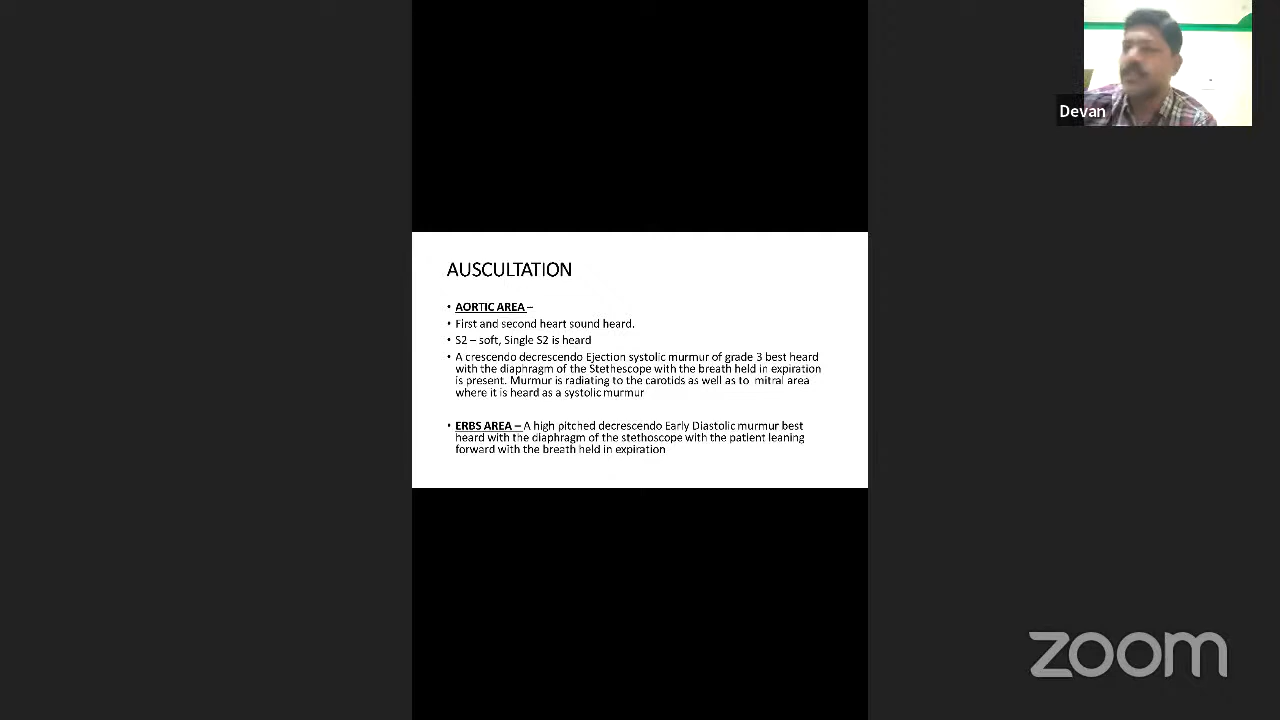 Devan
AUSCULTATION
• AORTIC AREA –
• First and second heart sound heard.
• S2 – soft, Single S2 is heard
• A crescendo decrescendo Ejection systolic murmur of grade 3 best heard
with the diaphragm of the Stethescope with the breath held in expiration
is present. Murmur is radiating to the carotids as well as to mitral area
where it is heard as a systolic murmur
• ERBS AREA – A high pitched decrescendo Early Diastolic murmur best
heard with the diaphragm of the stethoscope with the patient leaning
forward with the breath held in expiration
zoom